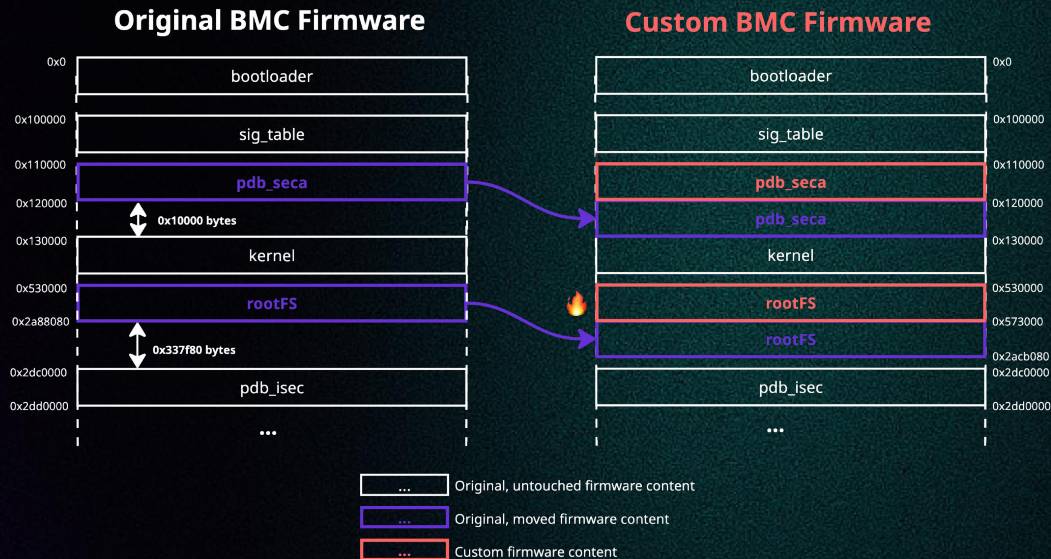 Original BMC Firmware
0x0
bootloader
0x100000
sig_table
0x110000
pdb_seca
0x120000
0x10000 bytes
0x130000
kernel
0x530000
rootFS
0x2a88080
0x337f80 bytes
0x2dc0000
pdb_isec
0x2dd0000
...
Custom BMC Firmware
0x0
bootloader
0x100000
sig_table
0x110000
pdb_seca
0x120000
pdb_seca
0x130000
kernel
0x530000
rootFS
0x573000
rootFS
0x2acb080
0x2dc0000
pdb_isec
0x2dd0000
...
... Original, untouched firmware content
... Original, moved firmware content
... Custom firmware content